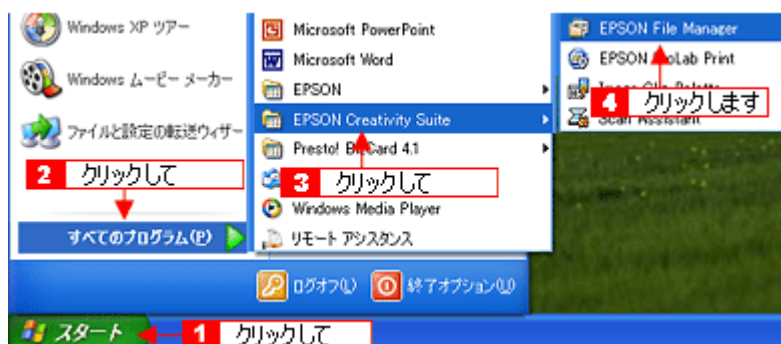 Windows XP ツアー
Windows ムービー メーカー
ファイルと設定の転送ウィザー
2 クリックして
すべてのプログラム(P)
Microsoft PowerPoint
Microsoft Word
EPSON
EPSON Creativity Suite
Presto! Card 4.1
3 クリックして
Windows Media Player
リモート アシスタンス
EPSON File Manager
EPSON Print
4 クリックします
Scan Assistant
ログオフ(L)
終了オプション(U)
スタート
1 クリックして